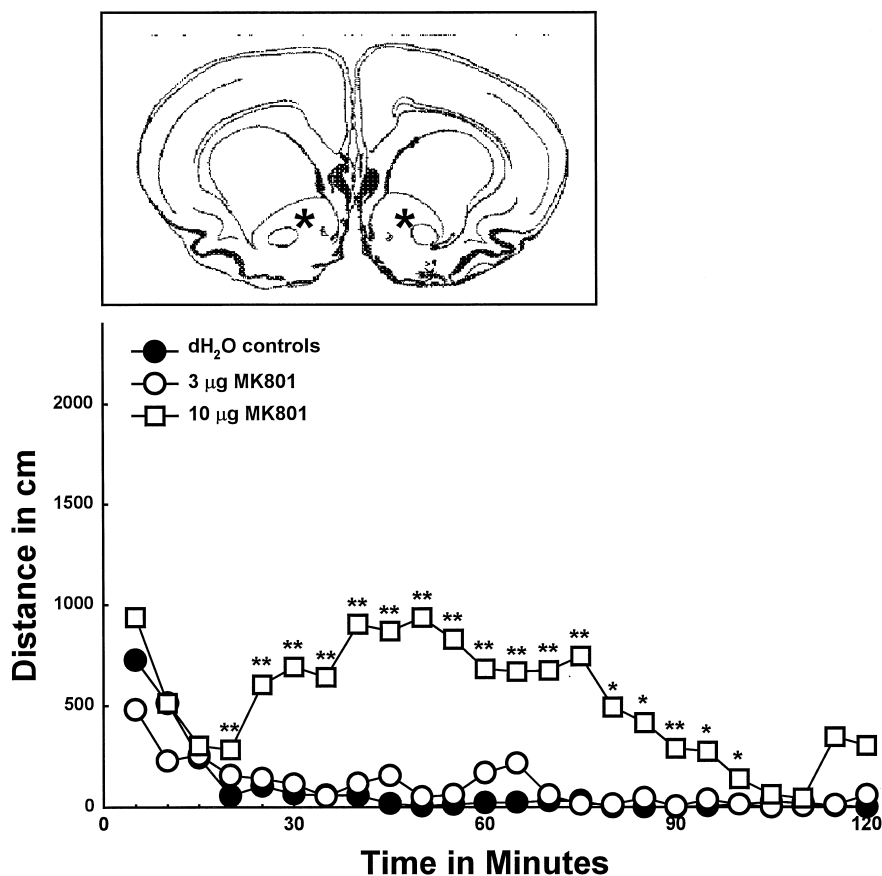 * *
dH₂O controls
3 µg MK801
10 µg MK801
2000
1500
1000
500
0
Distance in cm
** ** ** ** ** ** ** ** ** ** ** ** * * ** * *
0 30 60 90 120
Time in Minutes